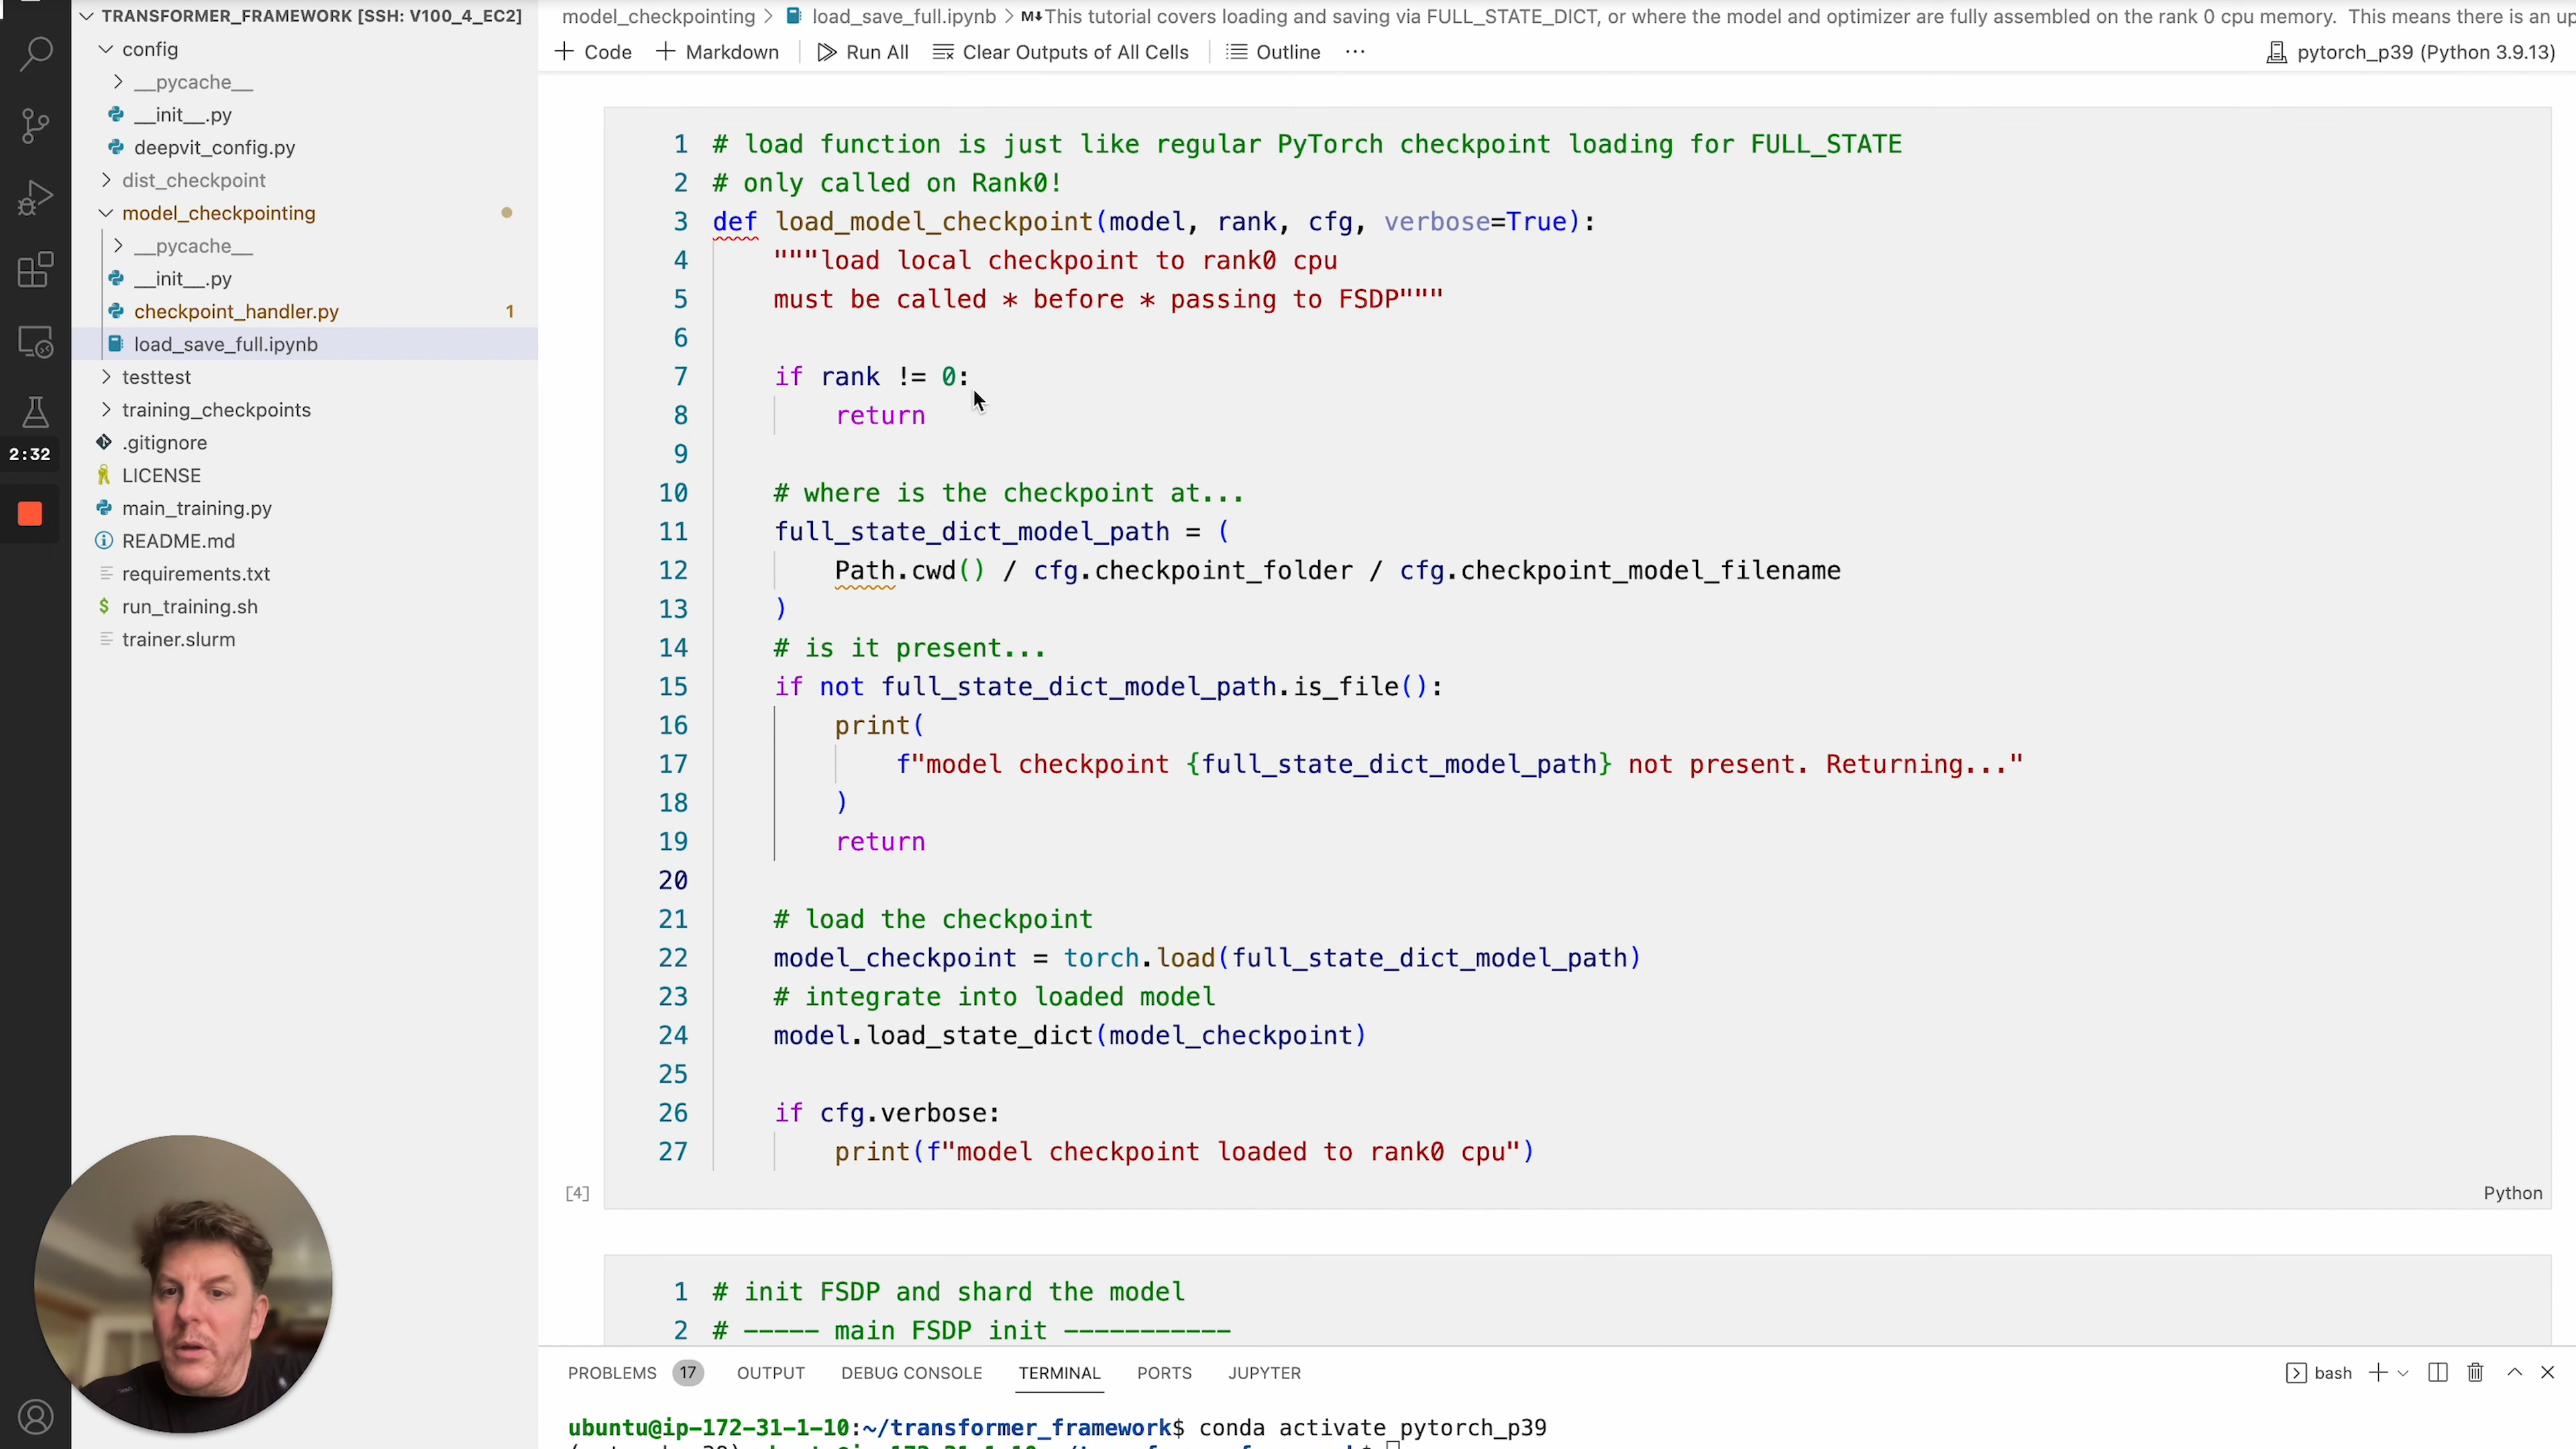 TRANSFORMER_FRAMEWORK [SSH: V100_4_EC2]
config
__pycache__
__init__.py
deepvit_config.py
dist_checkpoint
model_checkpointing
__pycache__
__init__.py
checkpoint_handler.py 1
load_save_full.ipynb
testtest
training_checkpoints
.gitignore
LICENSE
main_training.py
README.md
requirements.txt
run_training.sh
trainer.slurm
2:32
model_checkpointing > load_save_full.ipynb > M↓This tutorial covers loading and saving via FULL_STATE_DICT, or where the model and optimizer are fully assembled on the rank 0 cpu memory. This means there is an up
+ Code + Markdown Run All Clear Outputs of All Cells Outline ... pytorch_p39 (Python 3.9.13)
1 # load function is just like regular PyTorch checkpoint loading for FULL_STATE
2 # only called on Rank0!
3 def load_model_checkpoint(model, rank, cfg, verbose=True):
4 """load local checkpoint to rank0 cpu
5 must be called * before * passing to FSDP"""
6
7 if rank != 0:
8 return
9
10 # where is the checkpoint at...
11 full_state_dict_model_path = (
12 Path.cwd() / cfg.checkpoint_folder / cfg.checkpoint_model_filename
13 )
14 # is it present...
15 if not full_state_dict_model_path.is_file():
16 print(
17 f"model checkpoint {full_state_dict_model_path} not present. Returning..."
18 )
19 return
20
21 # load the checkpoint
22 model_checkpoint = torch.load(full_state_dict_model_path)
23 # integrate into loaded model
24 model.load_state_dict(model_checkpoint)
25
26 if cfg.verbose:
27 print(f"model checkpoint loaded to rank0 cpu")
[4] Python
1 # init FSDP and shard the model
2 # ----- main FSDP init -----------
PROBLEMS 17 OUTPUT DEBUG CONSOLE TERMINAL PORTS JUPYTER bash
ubuntu@ip-172-31-1-10:~/transformer_framework$ conda activate pytorch_p39